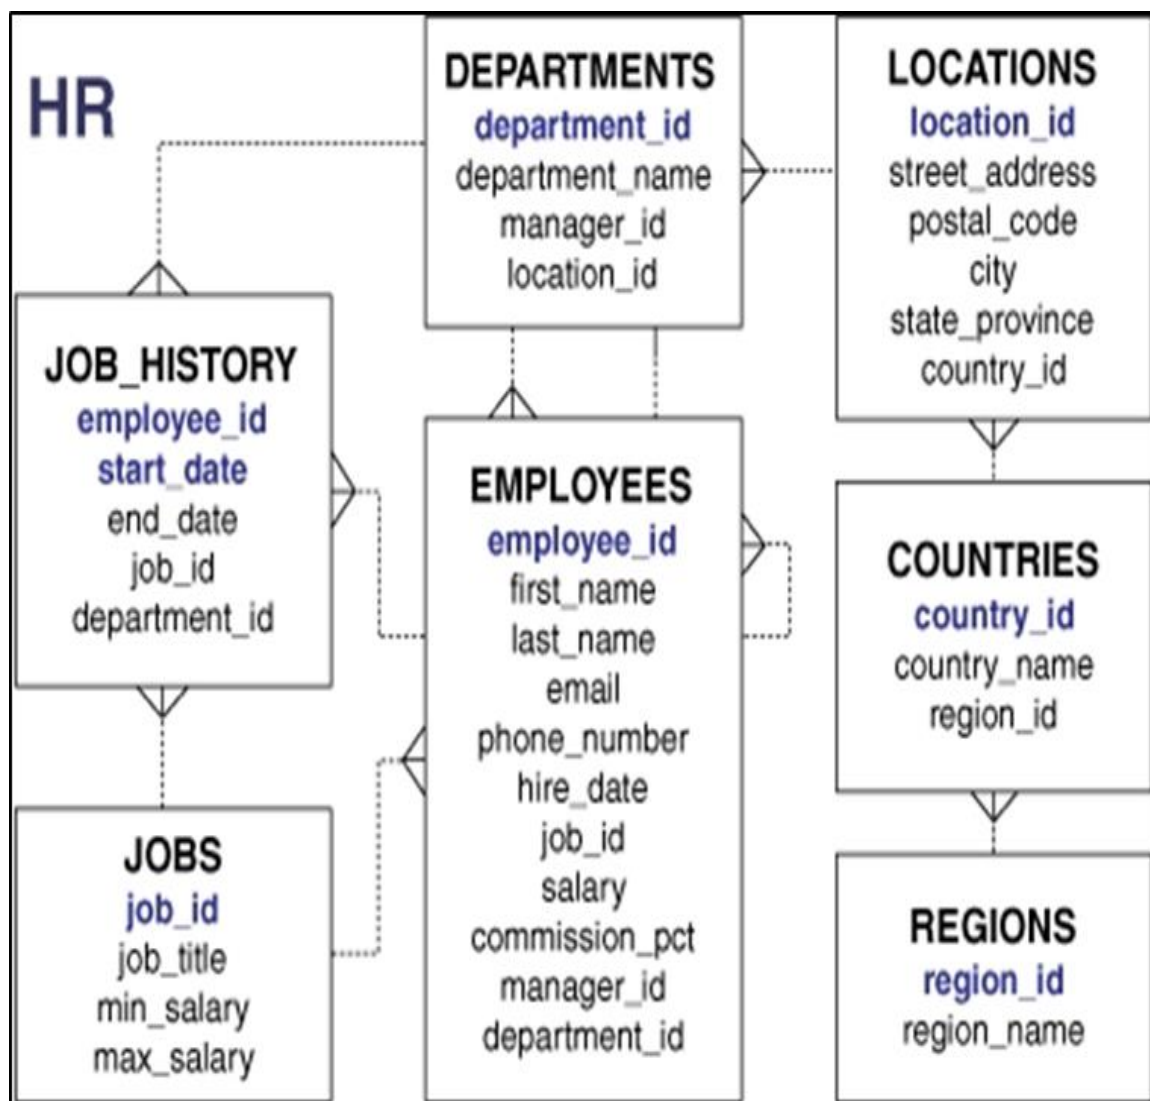 HR
DEPARTMENTS
department_id
department_name
manager_id
location_id
LOCATIONS
location_id
street_address
postal_code
city
state_province
country_id
JOB_HISTORY
employee_id
start_date
end_date
job_id
department_id
EMPLOYEES
employee_id
first_name
last_name
email
phone_number
hire_date
job_id
salary
commission_pct
manager_id
department_id
COUNTRIES
country_id
country_name
region_id
JOBS
job_id
job_title
min_salary
max_salary
REGIONS
region_id
region_name